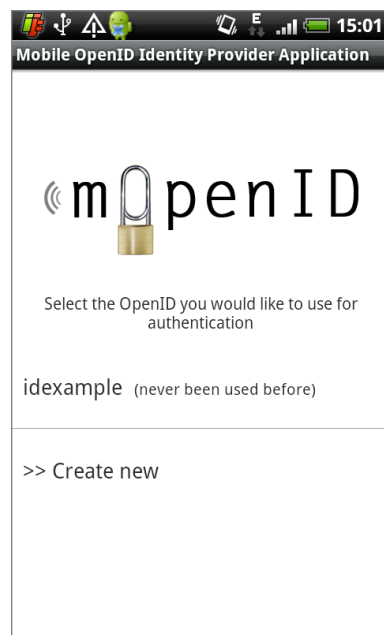 E 15:01
Mobile OpenID Identity Provider Application
mOpenID
Select the OpenID you would like to use for
authentication
idexample (never been used before)
>> Create new